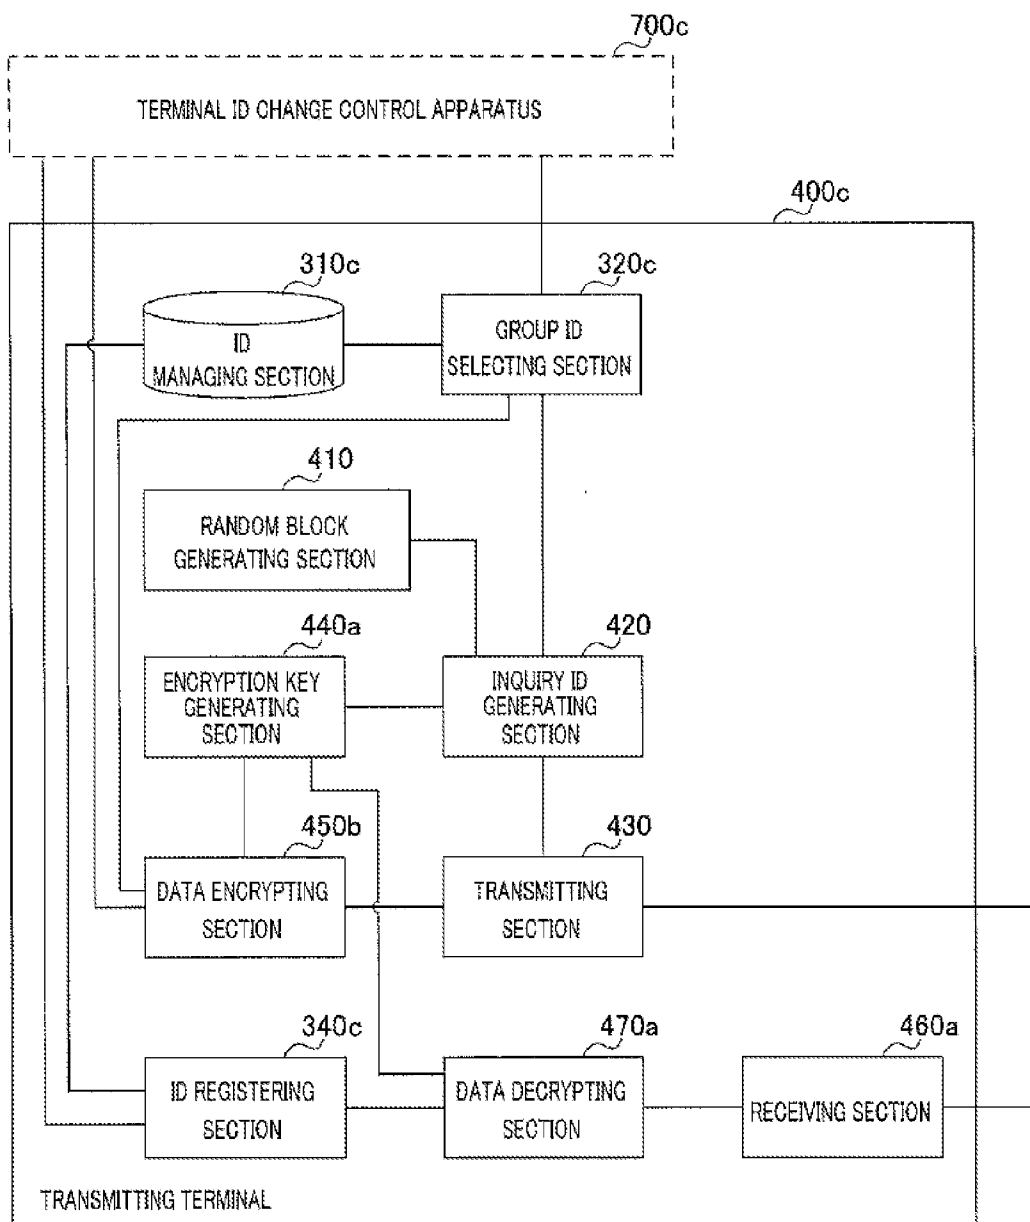 700c
TERMINAL ID CHANGE CONTROL APPARATUS
400c
310c
320c
ID
MANAGING SECTION
GROUP ID
SELECTING SECTION
410
RANDOM BLOCK
GENERATING SECTION
440a
420
ENCRYPTION KEY
GENERATING
SECTION
INQUIRY ID
GENERATING
SECTION
450b
430
DATA ENCRYPTING
SECTION
TRANSMITTING
SECTION
340c
470a
460a
ID REGISTERING
SECTION
DATA DECRYPTING
SECTION
RECEIVING SECTION
TRANSMITTING TERMINAL